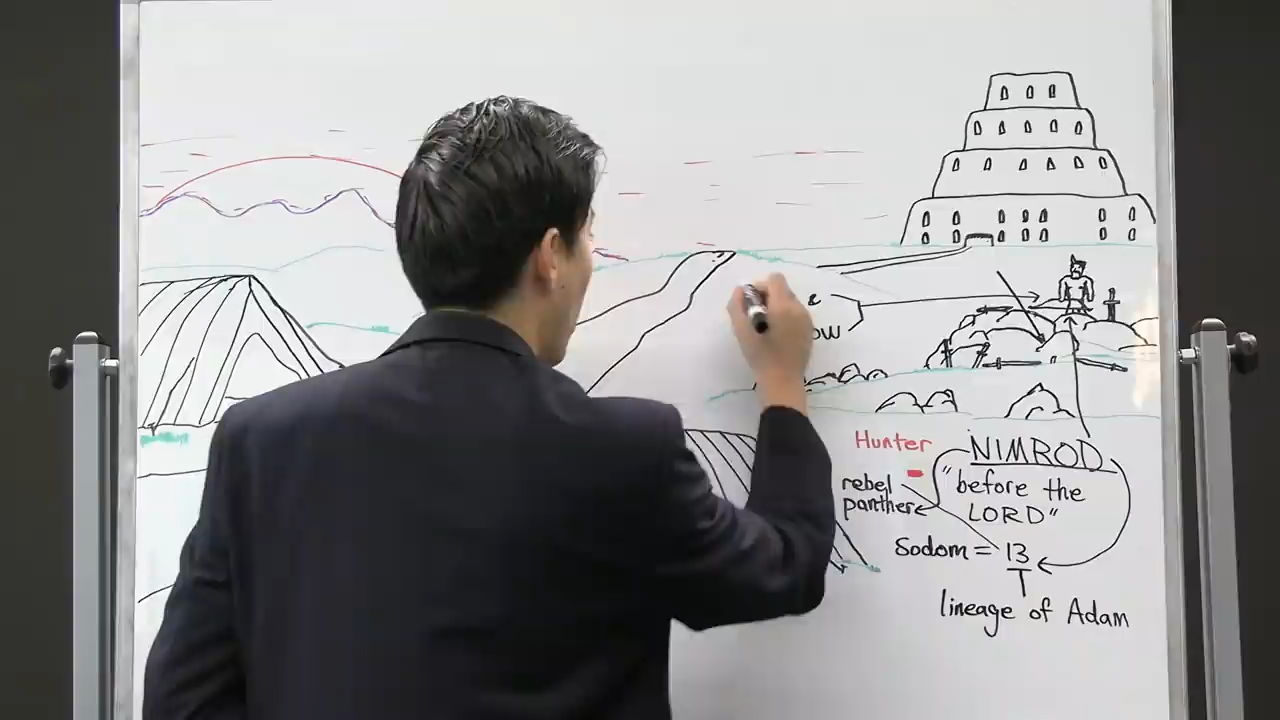 Hunter
NIMROD
rebel
panther
"before the
LORD"
Sodom = 13
lineage of Adam